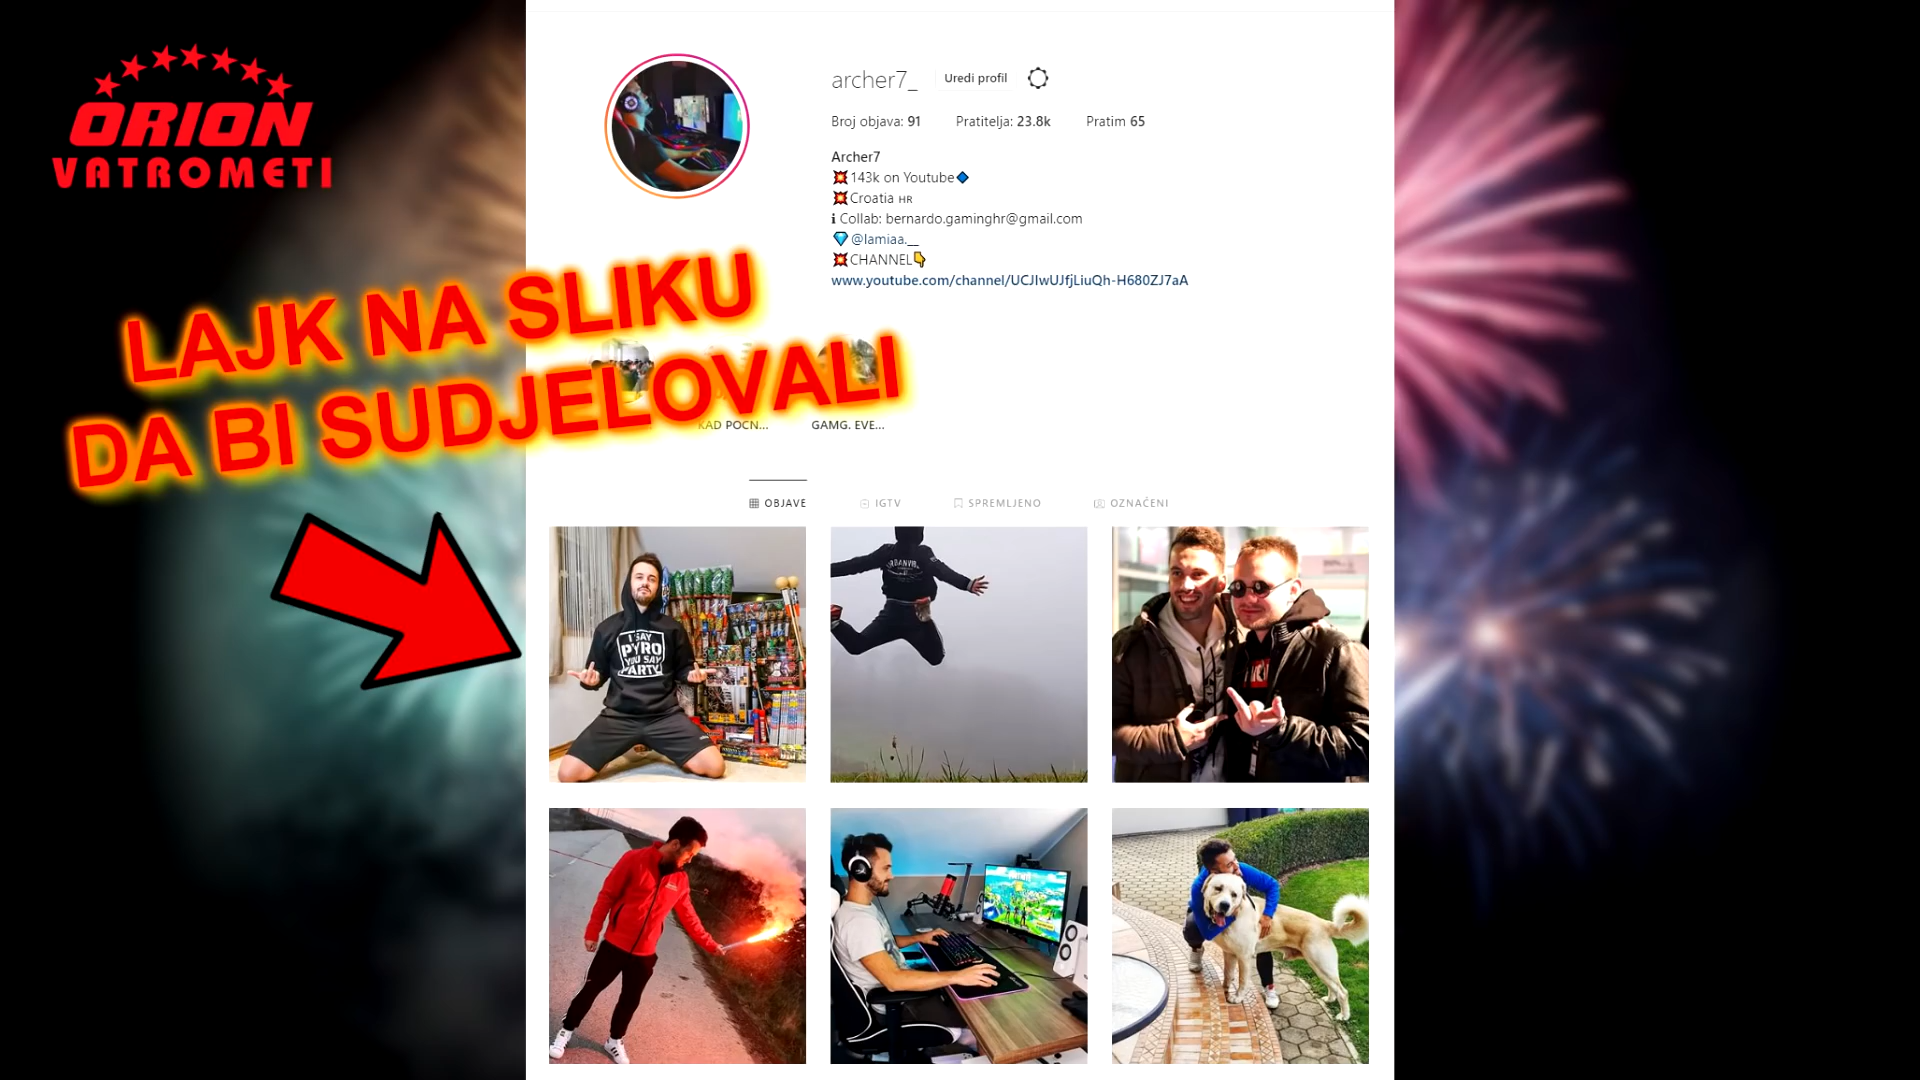 ORION
VATROMETI
archer7_ Uredi profil
Broj objava: 91 Pratitelja: 23.8k Pratim 65
Archer7
💥143k on Youtube🔹
💥Croatia HR
ℹ Collab: bernardo.gaminghr@gmail.com
💎@lamiaa.__
💥CHANNEL👇
www.youtube.com/channel/UCJlwUJfjLiuQh-H680ZJ7aA
LAJK NA SLIKU
DA BI SUDJELOVALI
KAD POCN... GAMG. EVE...
OBJAVE IGTV SPREMLJENO OZNAČENI
I SAY
PYRO
YOU SAY
PARTY